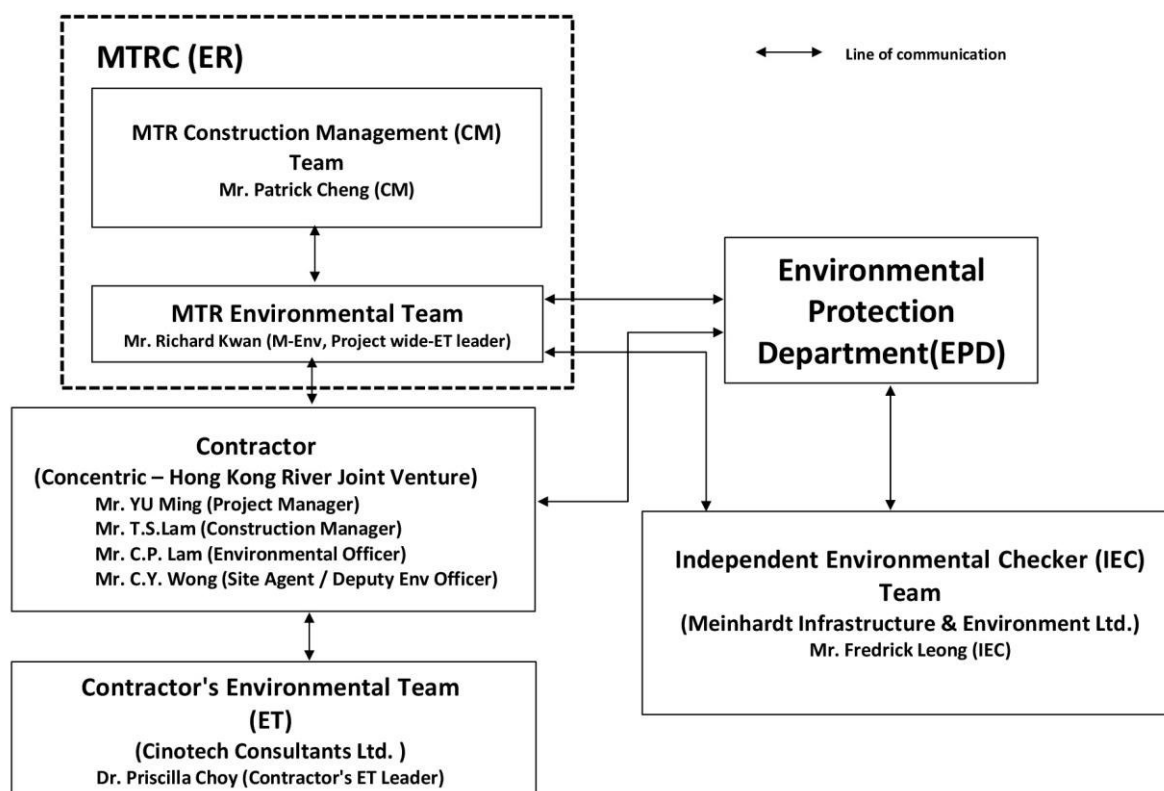 MTRC (ER)
Line of communication
MTR Construction Management (CM)
Team
Mr. Patrick Cheng (CM)
MTR Environmental Team
Mr. Richard Kwan (M-Env, Project wide-ET leader)
Environmental
Protection
Department(EPD)
Contractor
(Concentric – Hong Kong River Joint Venture)
Mr. YU Ming (Project Manager)
Mr. T.S.Lam (Construction Manager)
Mr. C.P. Lam (Environmental Officer)
Mr. C.Y. Wong (Site Agent / Deputy Env Officer)
Independent Environmental Checker (IEC)
Team
(Meinhardt Infrastructure & Environment Ltd.)
Mr. Fredrick Leong (IEC)
Contractor's Environmental Team
(ET)
(Cinotech Consultants Ltd. )
Dr. Priscilla Choy (Contractor's ET Leader)